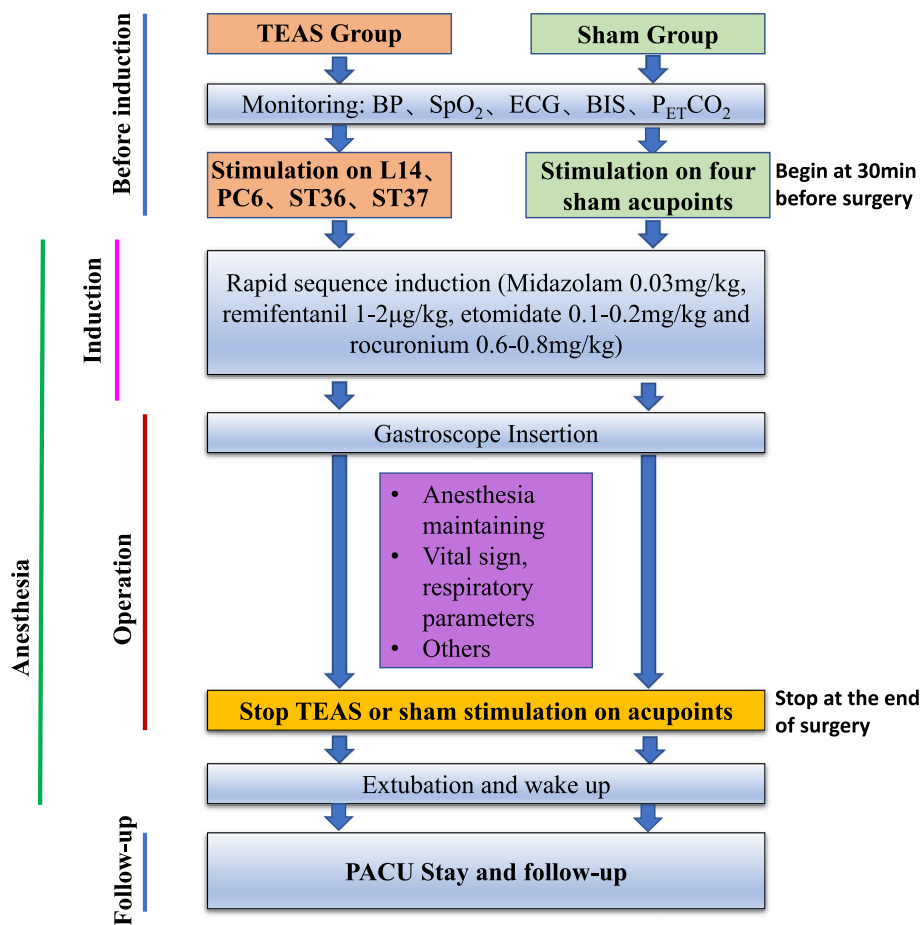 TEAS Group
Sham Group
Before induction
Monitoring: BP、SpO₂、ECG、BIS、P_ETCO₂
Stimulation on L14、
PC6、ST36、ST37
Stimulation on four
sham acupoints
Begin at 30min
before surgery
Anesthesia
Induction
Rapid sequence induction (Midazolam 0.03mg/kg,
remifentanil 1-2μg/kg, etomidate 0.1-0.2mg/kg and
rocuronium 0.6-0.8mg/kg)
Operation
Gastroscope Insertion
• Anesthesia
maintaining
• Vital sign,
respiratory
parameters
• Others
Stop TEAS or sham stimulation on acupoints
Stop at the end
of surgery
Extubation and wake up
Follow-up
PACU Stay and follow-up